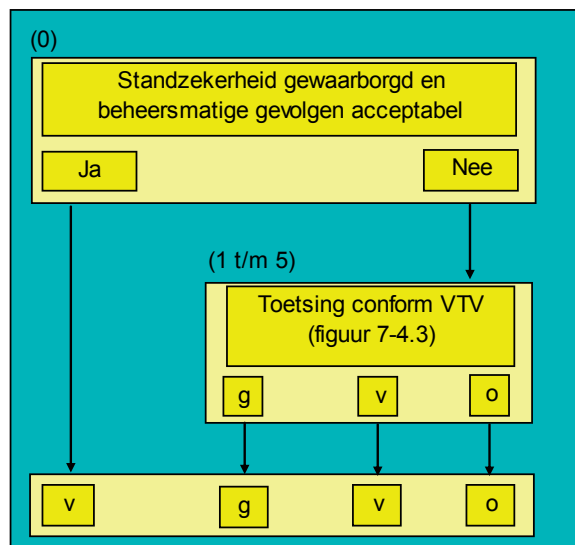 (0)
Standzekerheid gewaarborgd en
beheersmatige gevolgen acceptabel
Ja
Nee
(1 t/m 5)
Toetsing conform VTV
(figuur 7-4.3)
g
v
o
v
g
v
o